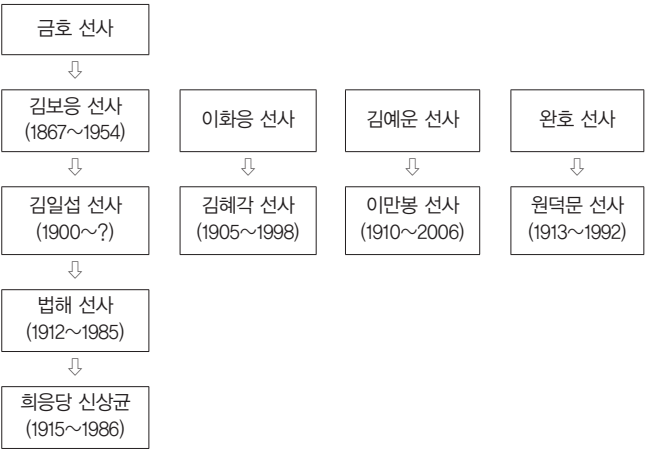 금호 선사
김보응 선사
(1867~1954)
이화응 선사
김예운 선사
완호 선사
김일섭 선사
(1900~?)
김혜각 선사
(1905~1998)
이만봉 선사
(1910~2006)
원덕문 선사
(1913~1992)
법해 선사
(1912~1985)
희응당 신상균
(1915~1986)